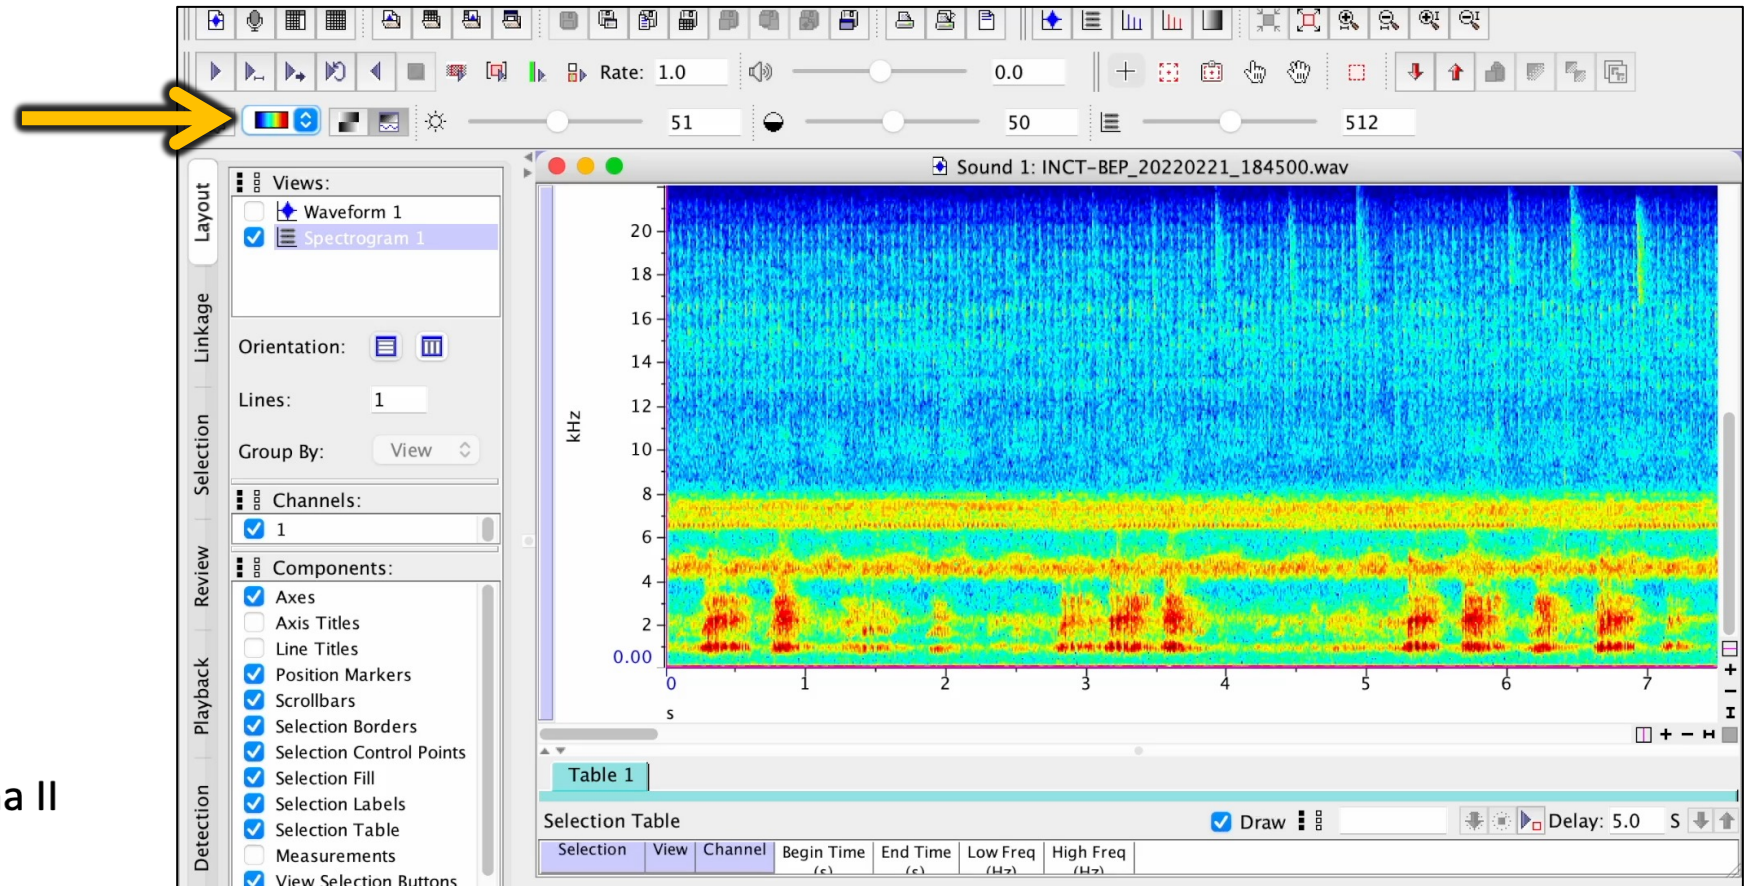 Rate: 1.0
0.0
51
50
512
Sound 1: INCT-BEP_20220221_184500.wav
Layout
Linkage
Selection
Review
Playback
Detection
Views:
Waveform 1
Spectrogram 1
Orientation:
Lines: 1
Group By: View
Channels:
1
Components:
Axes
Axis Titles
Line Titles
Position Markers
Scrollbars
Selection Borders
Selection Control Points
Selection Fill
Selection Labels
Selection Table
Measurements
View Selection Buttons
kHz
20
18
16
14
12
10
8
6
4
2
0.00
0 1 2 3 4 5 6 7
s
Table 1
Selection Table Draw Delay: 5.0 S
Selection View Channel Begin Time End Time Low Freq High Freq
(s) (s) (Hz) (Hz)
a II